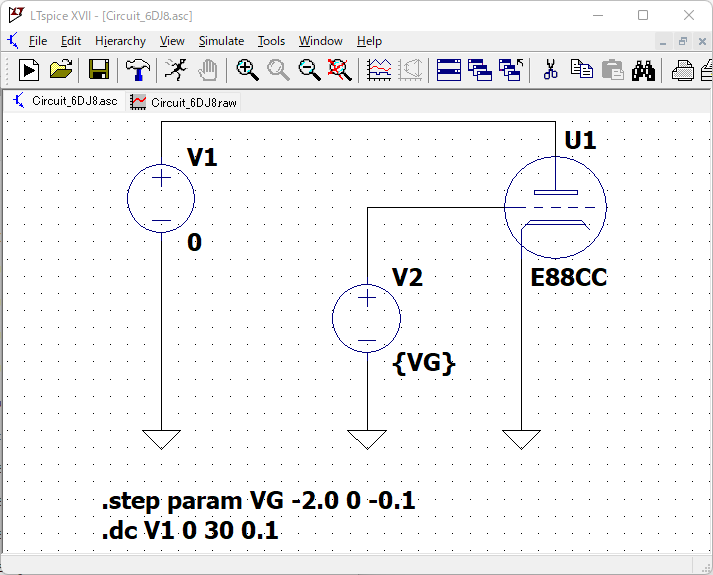 LTspice XVII - [Circuit_6DJ8.asc]
File Edit Hierarchy View Simulate Tools Window Help
Circuit_6DJ8.asc Circuit_6DJ8.raw
V1
U1
0
V2
E88CC
{VG}
.step param VG -2.0 0 -0.1
.dc V1 0 30 0.1